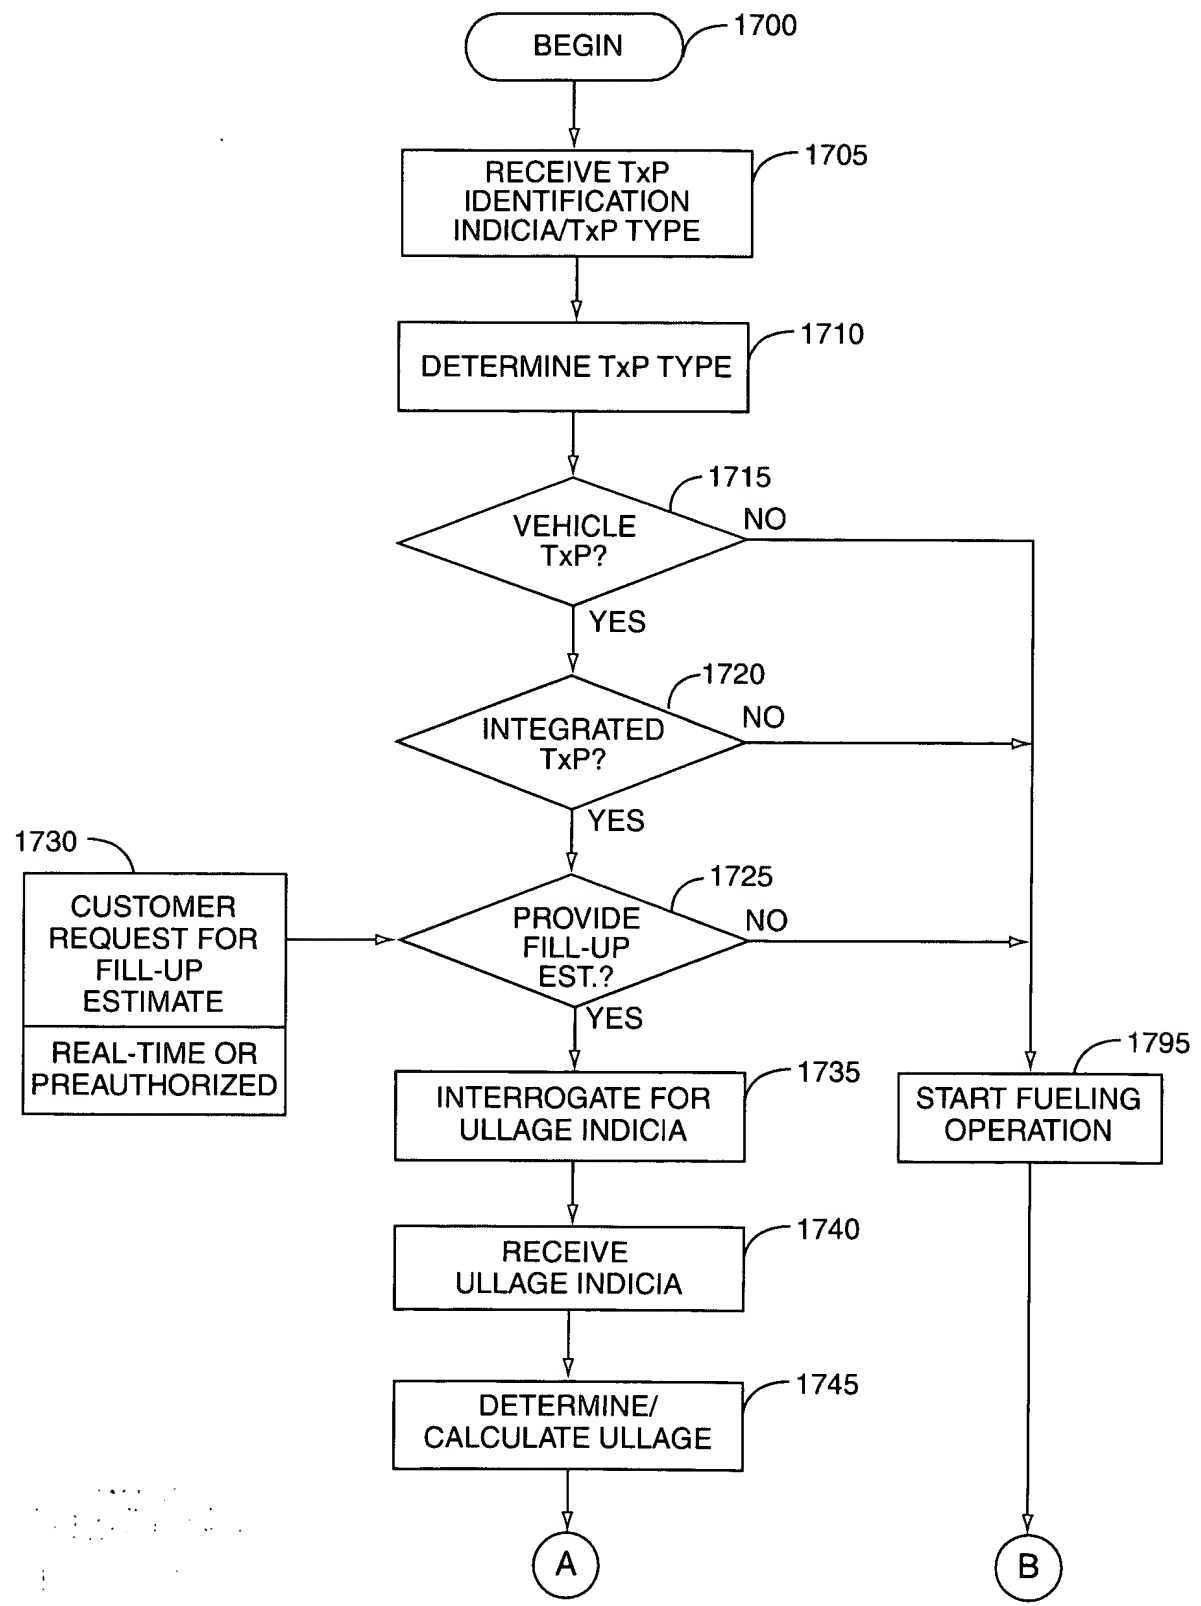 BEGIN
1700
RECEIVE TxP
IDENTIFICATION
INDICIA/TxP TYPE
1705
DETERMINE TxP TYPE
1710
VEHICLE
TxP?
1715
NO
YES
INTEGRATED
TxP?
1720
NO
YES
1730
CUSTOMER
REQUEST FOR
FILL-UP
ESTIMATE
REAL-TIME OR
PREAUTHORIZED
PROVIDE
FILL-UP
EST.?
1725
NO
YES
INTERROGATE FOR
ULLAGE INDICIA
1735
START FUELING
OPERATION
1795
RECEIVE
ULLAGE INDICIA
1740
DETERMINE/
CALCULATE ULLAGE
1745
A
B